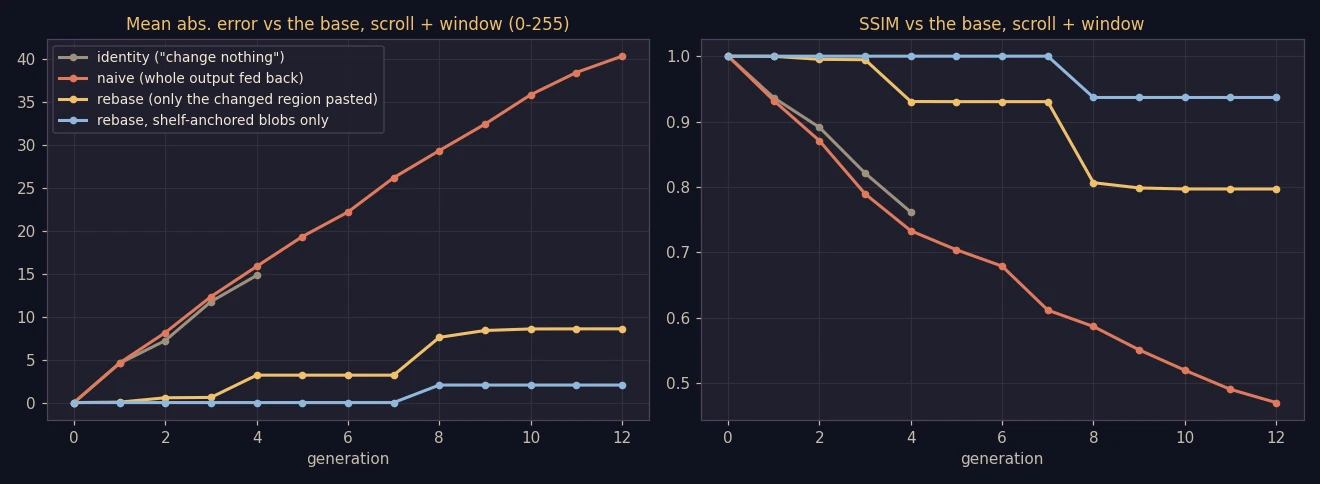 Mean abs. error vs the base, scroll + window (0-255)
identity ("change nothing")
naive (whole output fed back)
rebase (only the changed region pasted)
rebase, shelf-anchored blobs only
40
35
30
25
20
15
10
5
0
0 2 4 6 8 10 12
generation
SSIM vs the base, scroll + window
1.0
0.9
0.8
0.7
0.6
0.5
0 2 4 6 8 10 12
generation